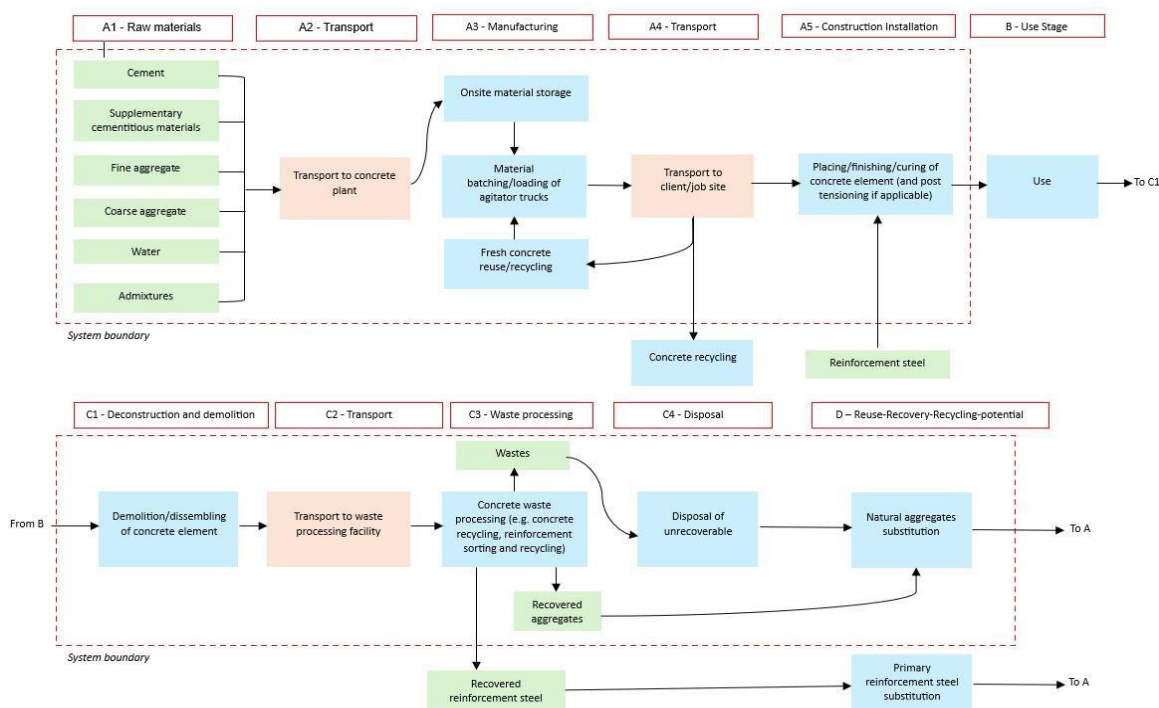 A1 - Raw materials
A2 - Transport
A3 - Manufacturing
A4 - Transport
A5 - Construction Installation
B - Use Stage
Cement
Supplementary
cementitious materials
Fine aggregate
Coarse aggregate
Water
Admixtures
Transport to concrete
plant
Onsite material storage
Material
batching/loading of
agitator trucks
Fresh concrete
reuse/recycling
Transport to
client/job site
Placing/finishing/curing of
concrete element (and post
tensioning if applicable)
Use
To C1
System boundary
Concrete recycling
Reinforcement steel
C1 - Deconstruction and demolition
C2 - Transport
C3 - Waste processing
C4 - Disposal
D – Reuse-Recovery-Recycling-potential
From B
Demolition/dissembling
of concrete element
Transport to waste
processing facility
Wastes
Concrete waste
processing (e.g. concrete
recycling, reinforcement
sorting and recycling)
Recovered
aggregates
Disposal of
unrecoverable
Natural aggregates
substitution
To A
System boundary
Recovered
reinforcement steel
Primary
reinforcement steel
substitution
To A